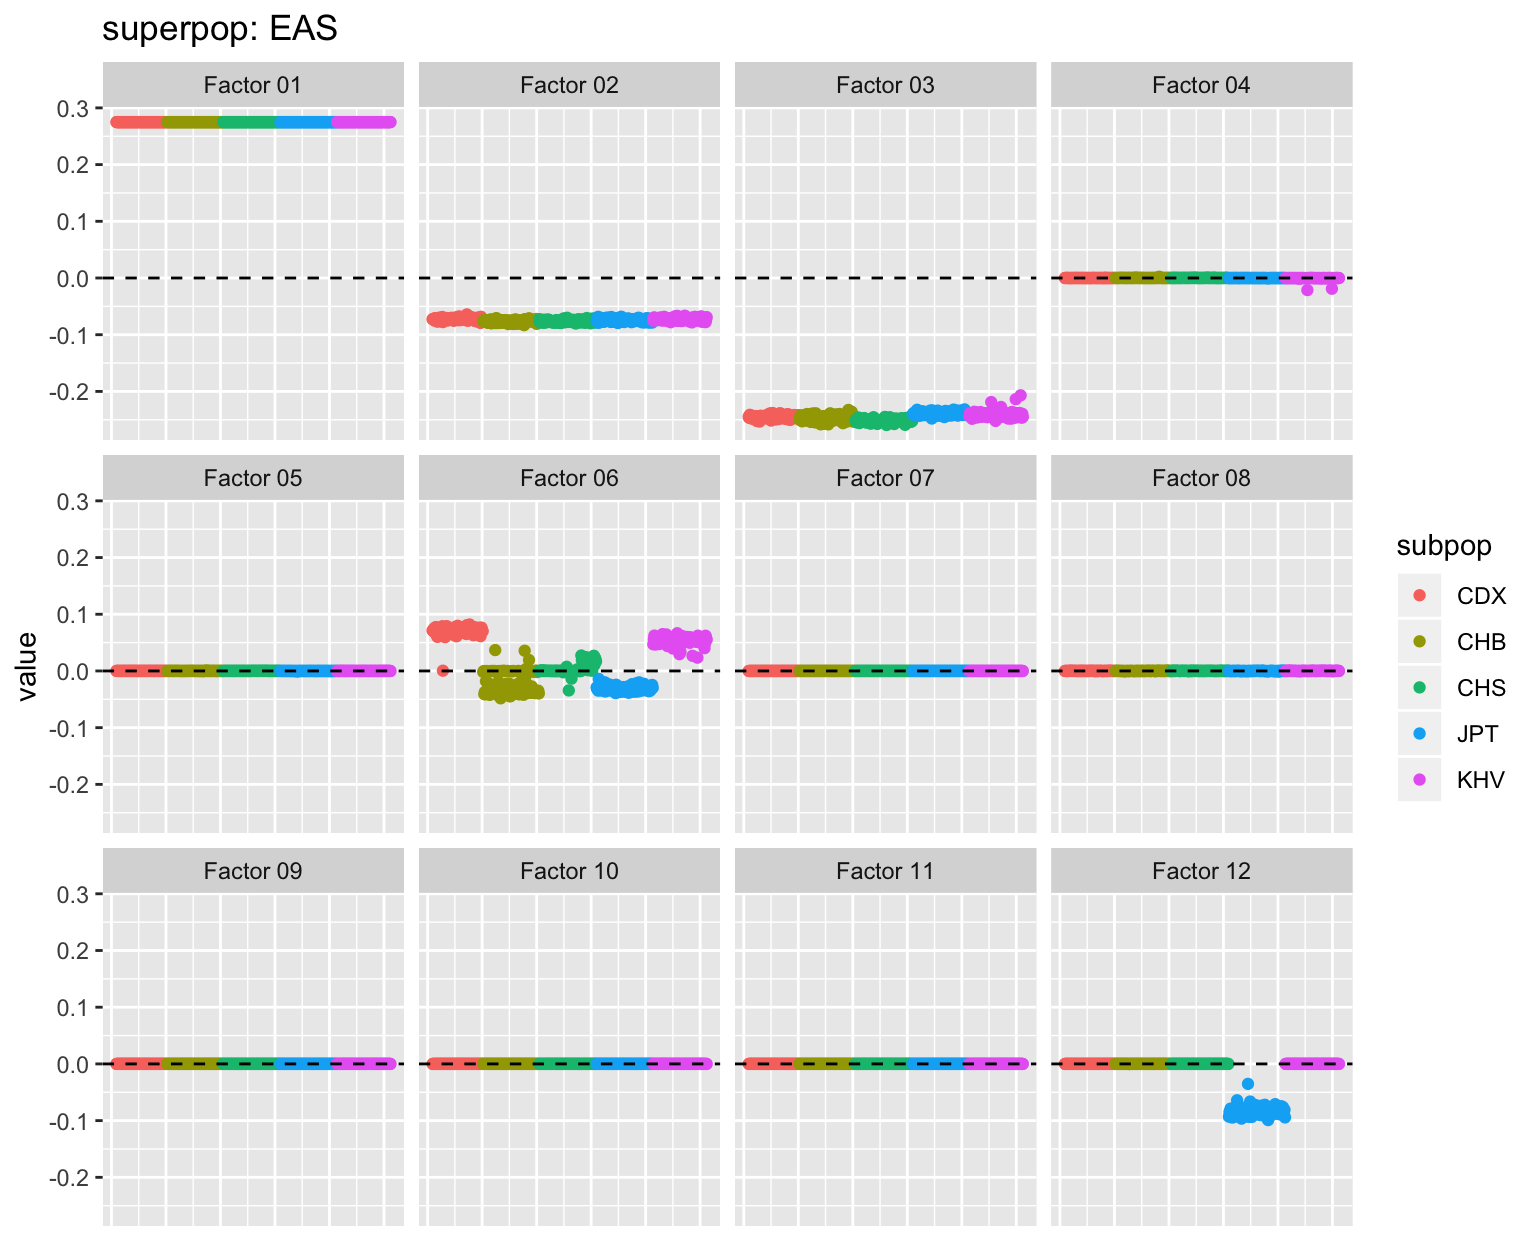 superpop: EAS
Factor 01 Factor 02 Factor 03 Factor 04
0.3
0.2
0.1
0.0
-0.1
-0.2
Factor 05 Factor 06 Factor 07 Factor 08
0.3
0.2
0.1
0.0
-0.1
-0.2
Factor 09 Factor 10 Factor 11 Factor 12
0.3
0.2
0.1
0.0
-0.1
-0.2
value
subpop
CDX
CHB
CHS
JPT
KHV